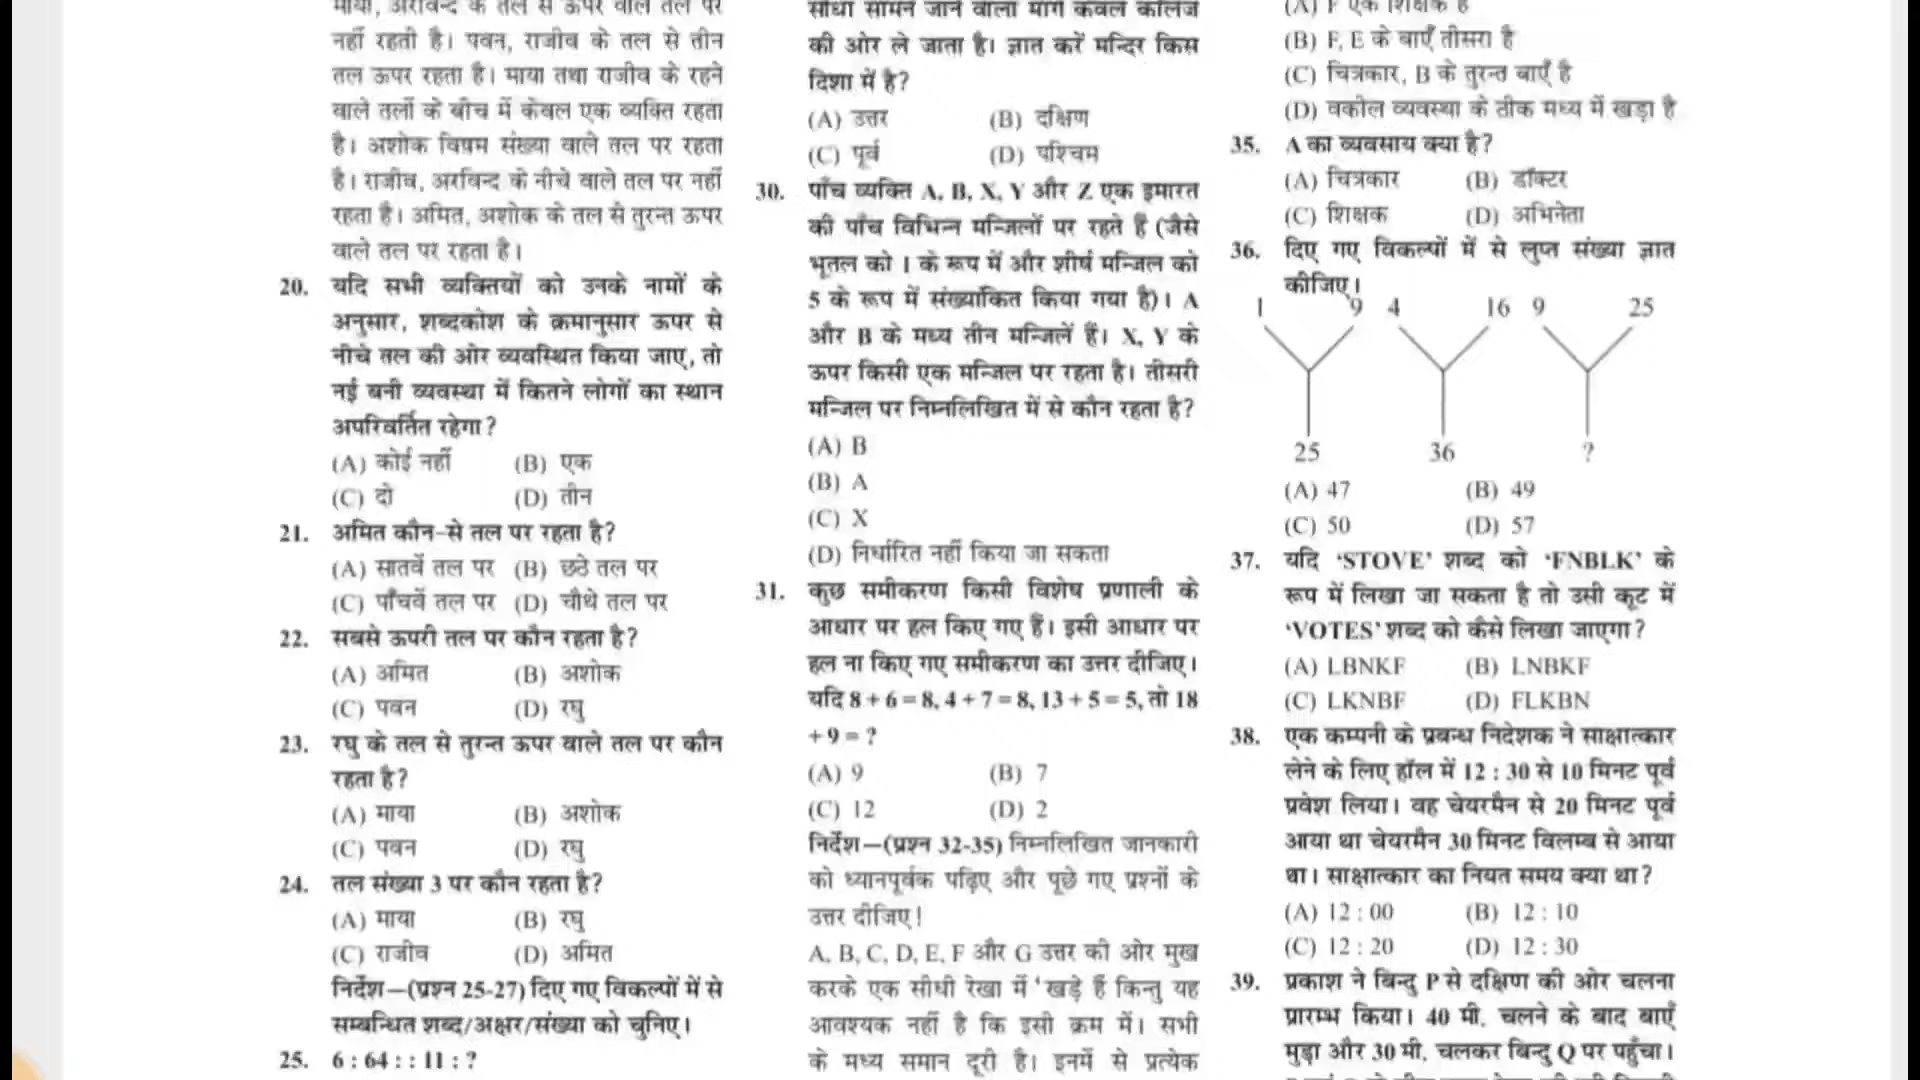 माया, अरविन्द के तल से ऊपर वाले तल पर
नहीं रहती है। पवन, राजीव के तल से तीन
तल ऊपर रहता है। माया तथा राजीव के रहने
वाले तलों के बीच में केवल एक व्यक्ति रहता
है। अशोक विषम संख्या वाले तल पर रहता
है। राजीव, अरविन्द के नीचे वाले तल पर नहीं
रहता है। अमित, अशोक के तल से तुरन्त ऊपर
वाले तल पर रहता है।
20. यदि सभी व्यक्तियों को उनके नामों के
अनुसार, शब्दकोश के क्रमानुसार ऊपर से
नीचे तल की ओर व्यवस्थित किया जाए, तो
नई बनी व्यवस्था में कितने लोगों का स्थान
अपरिवर्तित रहेगा?
(A) कोई नहीं (B) एक
(C) दो (D) तीन
21. अमित कौन-से तल पर रहता है?
(A) सातवें तल पर (B) छठे तल पर
(C) पाँचवें तल पर (D) चौथे तल पर
22. सबसे ऊपरी तल पर कौन रहता है?
(A) अमित (B) अशोक
(C) पवन (D) रघु
23. रघु के तल से तुरन्त ऊपर वाले तल पर कौन
रहता है?
(A) माया (B) अशोक
(C) पवन (D) रघु
24. तल संख्या 3 पर कौन रहता है?
(A) माया (B) रघु
(C) राजीव (D) अमित
निर्देश—(प्रश्न 25-27) दिए गए विकल्पों में से
सम्बन्धित शब्द/अक्षर/संख्या को चुनिए।
25. 6 : 64 : : 11 : ?
सीधा सामने जाने वाला मार्ग केवल कॉलेज
की ओर ले जाता है। ज्ञात करें मन्दिर किस
दिशा में है?
(A) उत्तर (B) दक्षिण
(C) पूर्व (D) पश्चिम
30. पाँच व्यक्ति A, B, X, Y और Z एक इमारत
की पाँच विभिन्न मन्जिलों पर रहते हैं (जैसे
भूतल को 1 के रूप में और शीर्ष मन्जिल को
5 के रूप में संख्यांकित किया गया है)। A
और B के मध्य तीन मन्जिलें हैं। X, Y के
ऊपर किसी एक मन्जिल पर रहता है। तीसरी
मन्जिल पर निम्नलिखित में से कौन रहता है?
(A) B
(B) A
(C) X
(D) निर्धारित नहीं किया जा सकता
31. कुछ समीकरण किसी विशेष प्रणाली के
आधार पर हल किए गए हैं। इसी आधार पर
हल ना किए गए समीकरण का उत्तर दीजिए।
यदि 8 + 6 = 8, 4 + 7 = 8, 13 + 5 = 5, तो 18
+ 9 = ?
(A) 9 (B) 7
(C) 12 (D) 2
निर्देश—(प्रश्न 32-35) निम्नलिखित जानकारी
को ध्यानपूर्वक पढ़िए और पूछे गए प्रश्नों के
उत्तर दीजिए!
A, B, C, D, E, F और G उत्तर की ओर मुख
करके एक सीधी रेखा में 'खड़े हैं किन्तु यह
आवश्यक नहीं है कि इसी क्रम में। सभी
के मध्य समान दूरी है। इनमें से प्रत्येक
(A) F एक शिक्षक है
(B) F, E के बाएँ तीसरा है
(C) चित्रकार, B के तुरन्त बाएँ है
(D) वकील व्यवस्था के ठीक मध्य में खड़ा है
35. A का व्यवसाय क्या है?
(A) चित्रकार (B) डॉक्टर
(C) शिक्षक (D) अभिनेता
36. दिए गए विकल्पों में से लुप्त संख्या ज्ञात
कीजिए।
1 9 4 16 9 25
25 36 ?
(A) 47 (B) 49
(C) 50 (D) 57
37. यदि ‘STOVE’ शब्द को ‘FNBLK’ के
रूप में लिखा जा सकता है तो उसी कूट में
‘VOTES’ शब्द को कैसे लिखा जाएगा?
(A) LBNKF (B) LNBKF
(C) LKNBF (D) FLKBN
38. एक कम्पनी के प्रबन्ध निदेशक ने साक्षात्कार
लेने के लिए हॉल में 12 : 30 से 10 मिनट पूर्व
प्रवेश लिया। वह चेयरमैन से 20 मिनट पूर्व
आया था चेयरमैन 30 मिनट विलम्ब से आया
था। साक्षात्कार का नियत समय क्या था?
(A) 12 : 00 (B) 12 : 10
(C) 12 : 20 (D) 12 : 30
39. प्रकाश ने बिन्दु P से दक्षिण की ओर चलना
प्रारम्भ किया। 40 मी. चलने के बाद बाएँ
मुड़ा और 30 मी. चलकर बिन्दु Q पर पहुँचा।